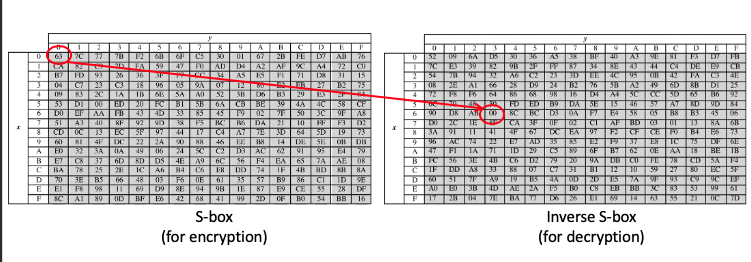 y
0 1 2 3 4 5 6 7 8 9 A B C D E F
x
0 63 7C 77 7B F2 6B 6F C5 30 01 67 2B FE D7 AB 76
1 CA 82 C9 7D FA 59 47 F0 AD D4 A2 AF 9C A4 72 C0
2 B7 FD 93 26 36 3F F7 CC 34 A5 E5 F1 71 D8 31 15
3 04 C7 23 C3 18 96 05 9A 07 12 80 E2 EB 27 B2 75
4 09 83 2C 1A 1B 6E 5A A0 52 3B D6 B3 29 E3 2F 84
5 53 D1 00 ED 20 FC B1 5B 6A CB BE 39 4A 4C 58 CF
6 D0 EF AA FB 43 4D 33 85 45 F9 02 7F 50 3C 9F A8
7 51 A3 40 8F 92 9D 38 F5 BC B6 DA 21 10 FF F3 D2
8 CD 0C 13 EC 5F 97 44 17 C4 A7 7E 3D 64 5D 19 73
9 60 81 4F DC 22 2A 90 88 46 EE B8 14 DE 5E 0B DB
A E0 32 3A 0A 49 06 24 5C C2 D3 AC 62 91 95 E4 79
B E7 C8 37 6D 8D D5 4E A9 6C 56 F4 EA 65 7A AE 08
C BA 78 25 2E 1C A6 B4 C6 E8 DD 74 1F 4B BD 8B 8A
D 70 3E B5 66 48 03 F6 0E 61 35 57 B9 86 C1 1D 9E
E E1 F8 98 11 69 D9 8E 94 9B 1E 87 E9 CE 55 28 DF
F 8C A1 89 0D BF E6 42 68 41 99 2D 0F B0 54 BB 16
S-box
(for encryption)
y
0 1 2 3 4 5 6 7 8 9 A B C D E F
x
0 52 09 6A D5 30 36 A5 38 BF 40 A3 9E 81 F3 D7 FB
1 7C E3 39 82 9B 2F FF 87 34 8E 43 44 C4 DE E9 CB
2 54 7B 94 32 A6 C2 23 3D EE 4C 95 0B 42 FA C3 4E
3 08 2E A1 66 28 D9 24 B2 76 5B A2 49 6D 8B D1 25
4 72 F8 F6 64 86 68 98 16 D4 A4 5C CC 5D 65 B6 92
5 6C 70 48 50 FD ED B9 DA 5E 15 46 57 A7 8D 9D 84
6 90 D8 AB 00 8C BC D3 0A F7 E4 58 05 B8 B3 45 06
7 D0 2C 1E 8F CA 3F 0F 02 C1 AF BD 03 01 13 8A 6B
8 3A 91 11 41 4F 67 DC EA 97 F2 CF CE F0 B4 E6 73
9 96 AC 74 22 E7 AD 35 85 E2 F9 37 E8 1C 75 DF 6E
A 47 F1 1A 71 1D 29 C5 89 6F B7 62 0E AA 18 BE 1B
B FC 56 3E 4B C6 D2 79 20 9A DB C0 FE 78 CD 5A F4
C 1F DD A8 33 88 07 C7 31 B1 12 10 59 27 80 EC 5F
D 60 51 7F A9 19 B5 4A 0D 2D E5 7A 9F 93 C9 9C EF
E A0 E0 3B 4D AE 2A F5 B0 C8 EB BB 3C 83 53 99 61
F 17 2B 04 7E BA 77 D6 26 E1 69 14 63 55 21 0C 7D
Inverse S-box
(for decryption)